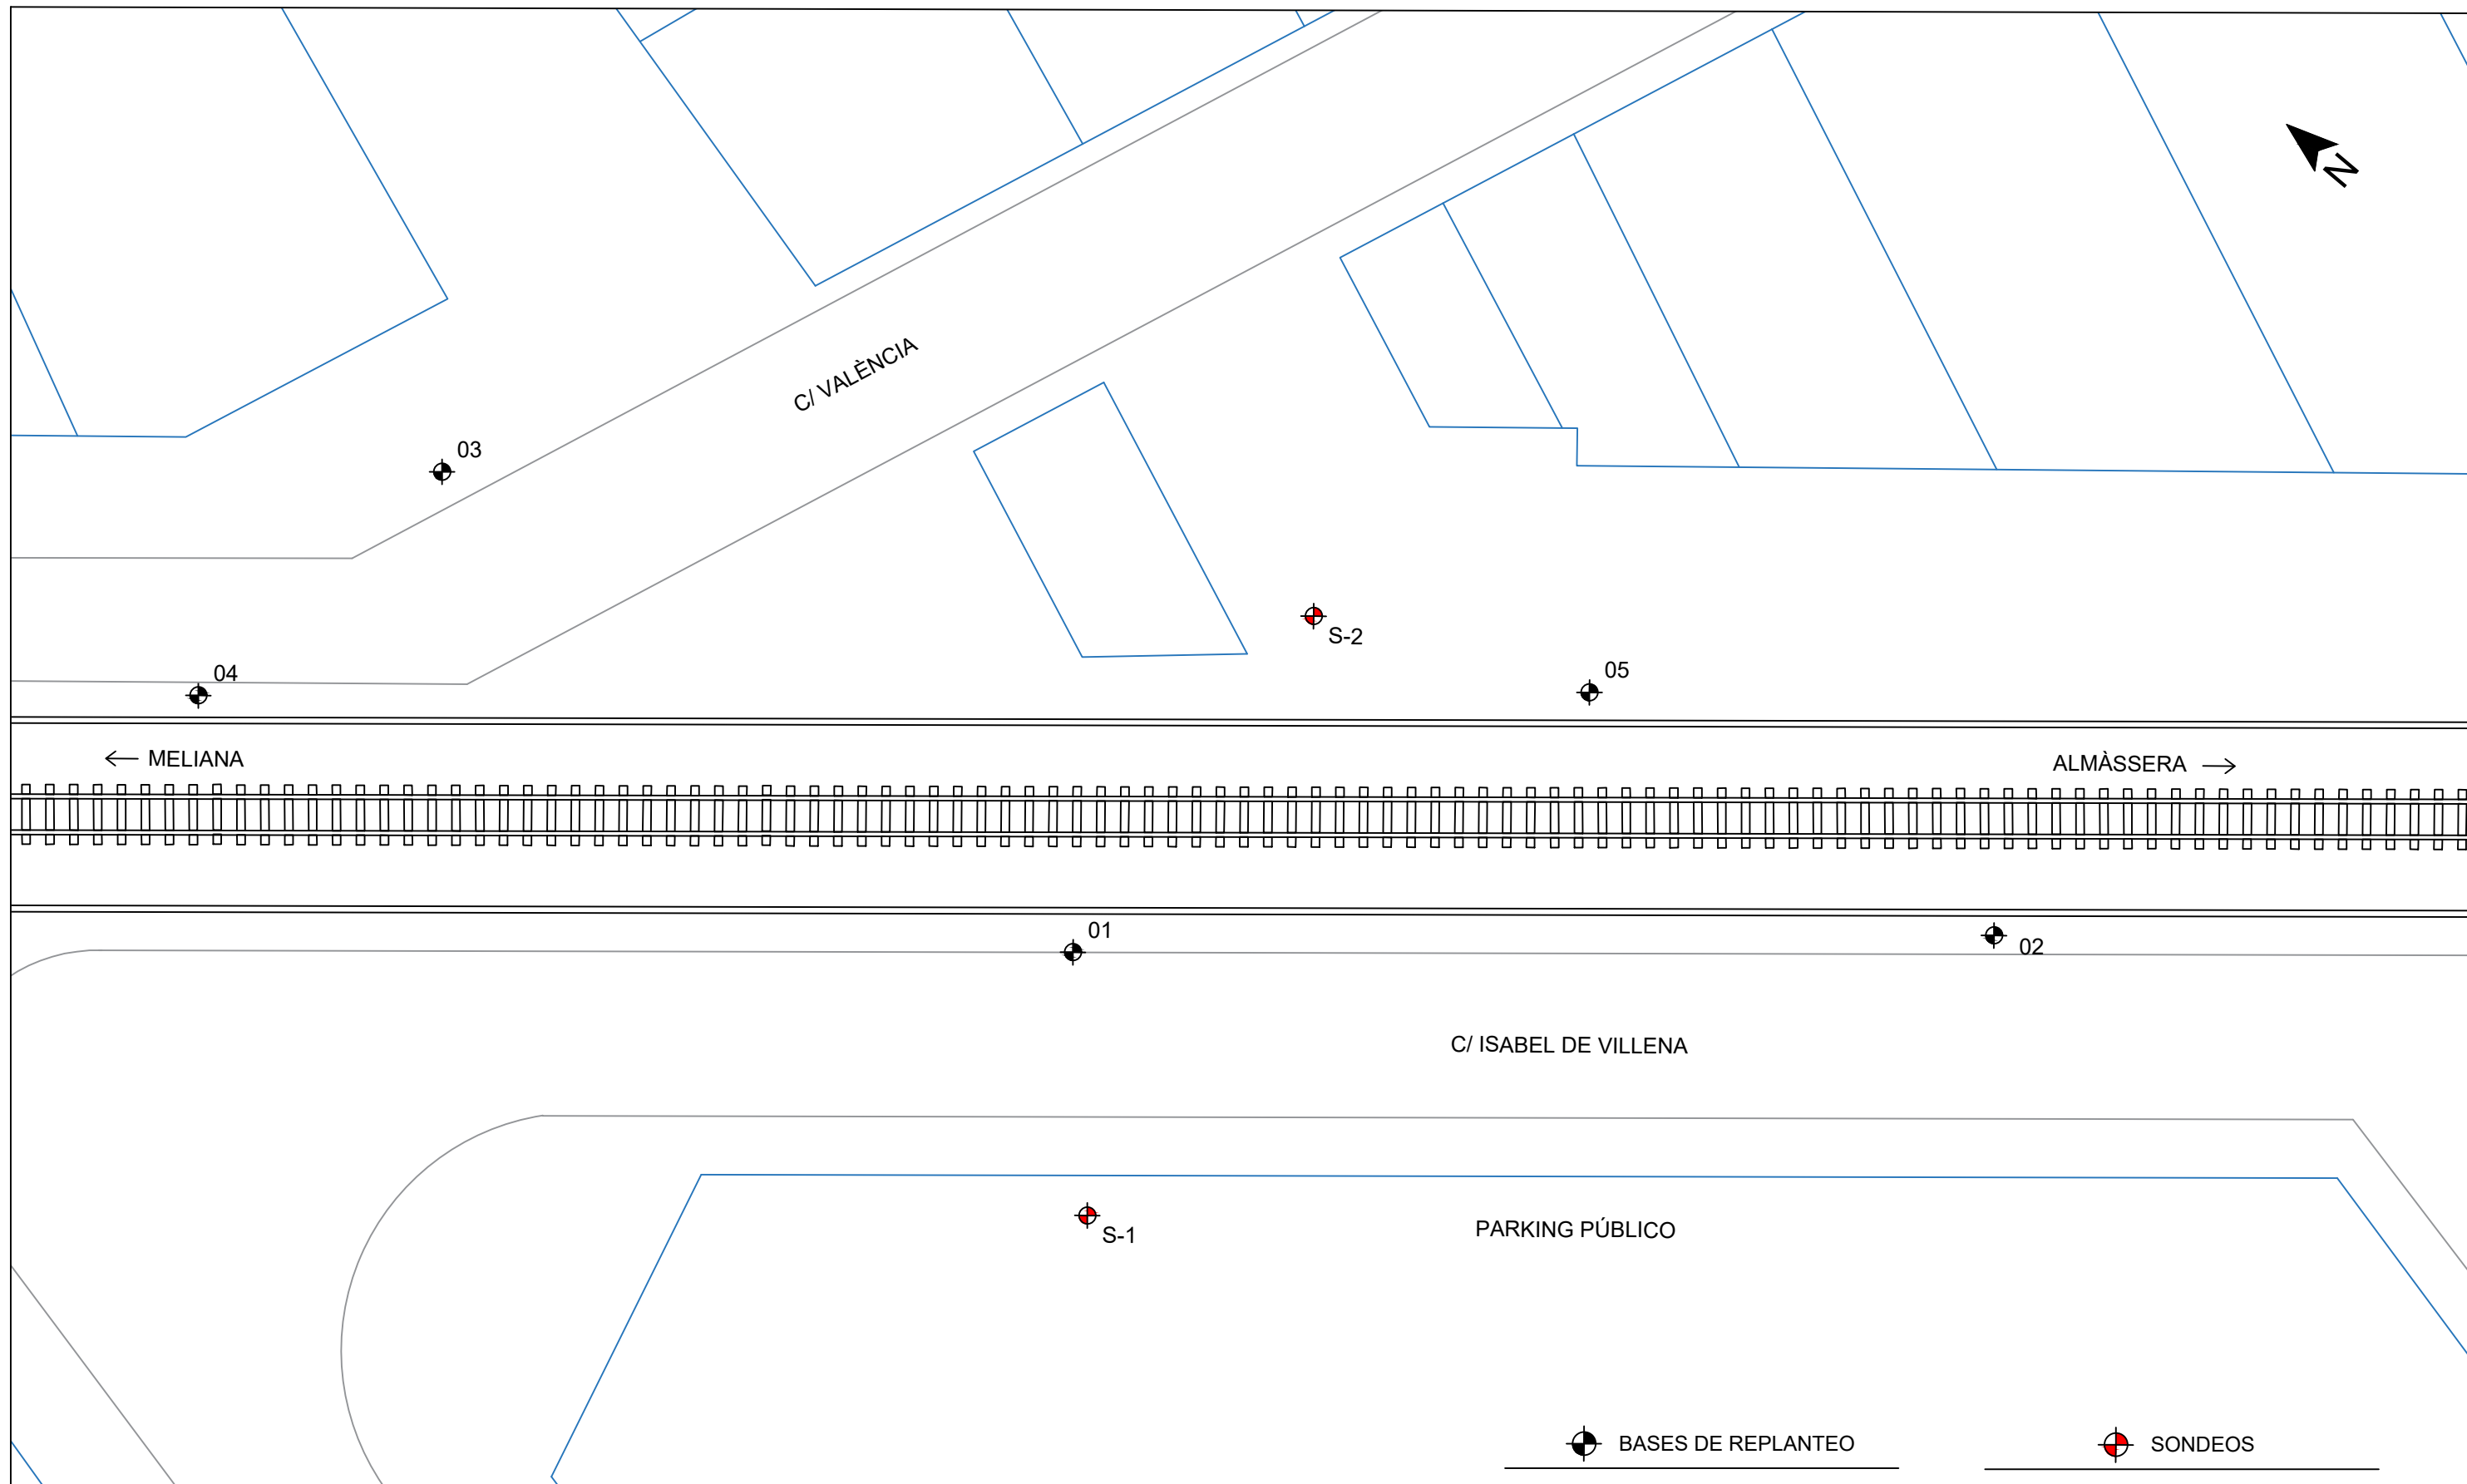 N
C/ VALÈNCIA
03
S-2
04
05
← MELIANA
ALMÀSSERA →
01
02
C/ ISABEL DE VILLENA
S-1
PARKING PÚBLICO
BASES DE REPLANTEO
SONDEOS